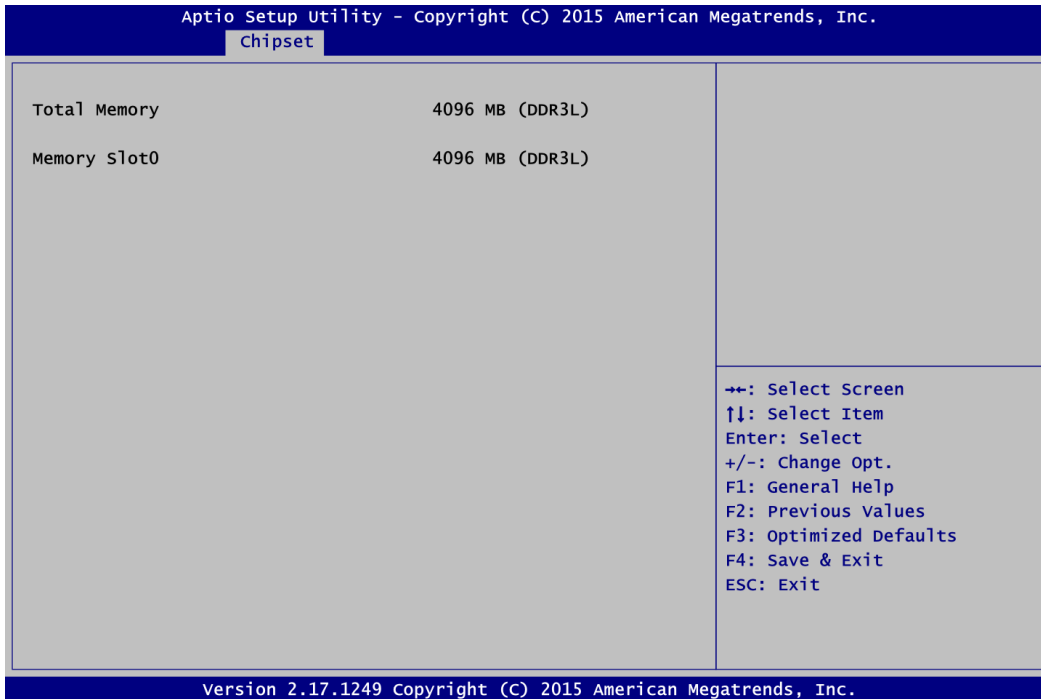 Aptio Setup Utility - Copyright (C) 2015 American Megatrends, Inc.
Chipset
Total Memory 4096 MB (DDR3L)
Memory Slot0 4096 MB (DDR3L)
→←: Select Screen
↑↓: Select Item
Enter: Select
+/-: Change Opt.
F1: General Help
F2: Previous Values
F3: Optimized Defaults
F4: Save & Exit
ESC: Exit
Version 2.17.1249 Copyright (C) 2015 American Megatrends, Inc.